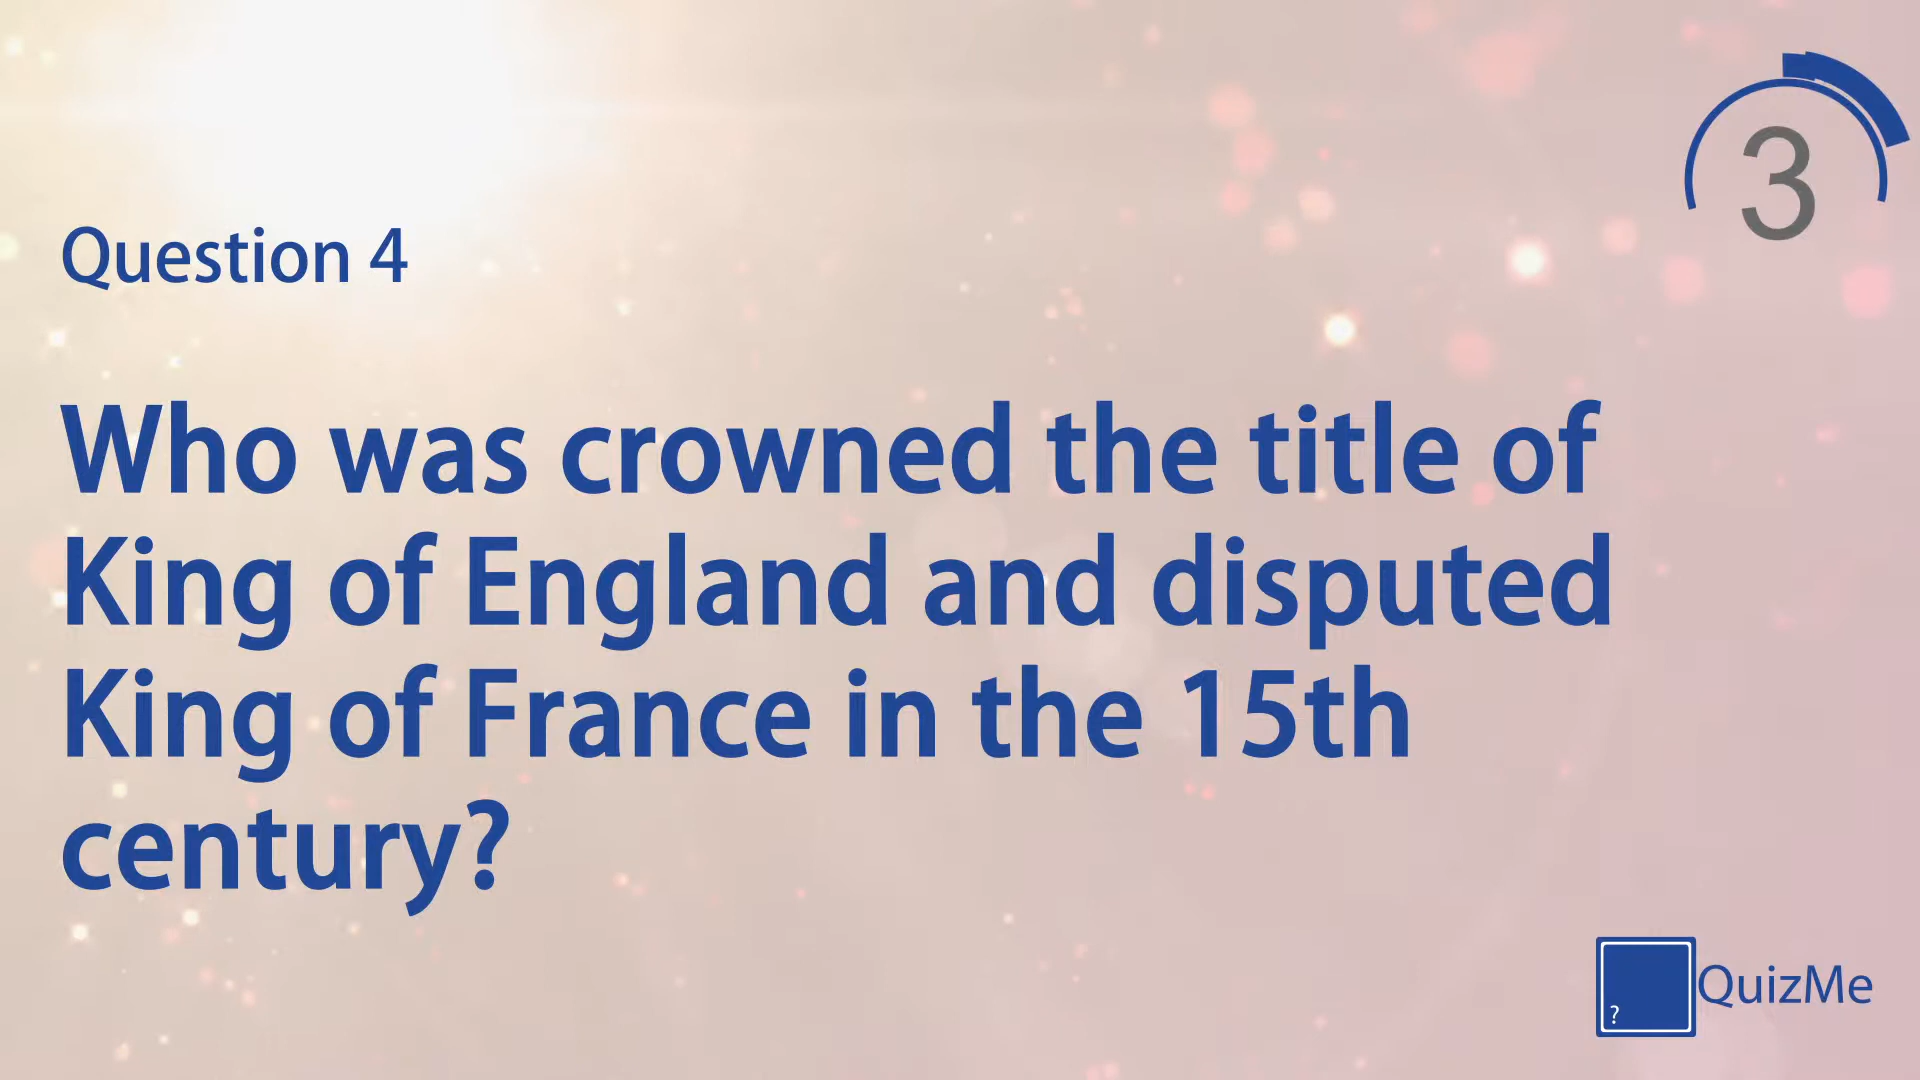 3
Question 4
Who was crowned the title of
King of England and disputed
King of France in the 15th
century?
?
QuizMe